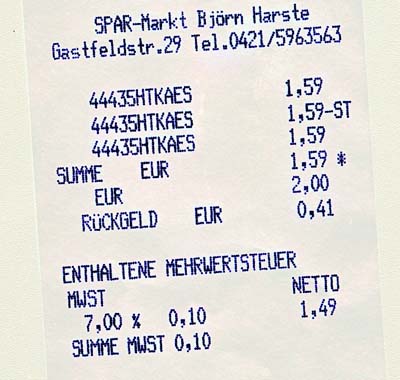 SPAR-Markt Björn Harste
Gastfeldstr.29 Tel.0421/5963563
44435HTKAES 1,59
44435HTKAES 1,59-ST
44435HTKAES 1,59
SUMME EUR 1,59 *
EUR 2,00
RÜCKGELD EUR 0,41
ENTHALTENE MEHRWERTSTEUER
MWST NETTO
7,00 % 0,10 1,49
SUMME MWST 0,10